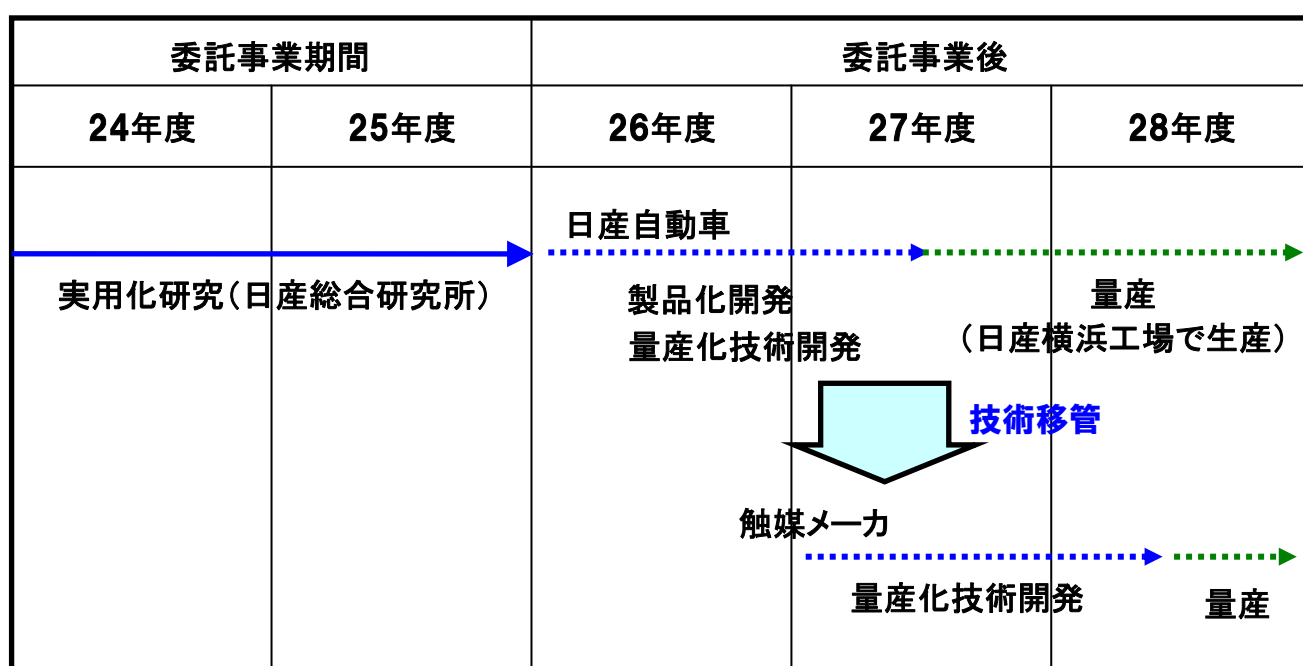 委託事業期間
委託事業後
24年度
25年度
26年度
27年度
28年度
日産自動車
実用化研究(日産総合研究所)
製品化開発
量産化技術開発
量産
(日産横浜工場で生産)
技術移管
触媒メーカ
量産化技術開発
量産